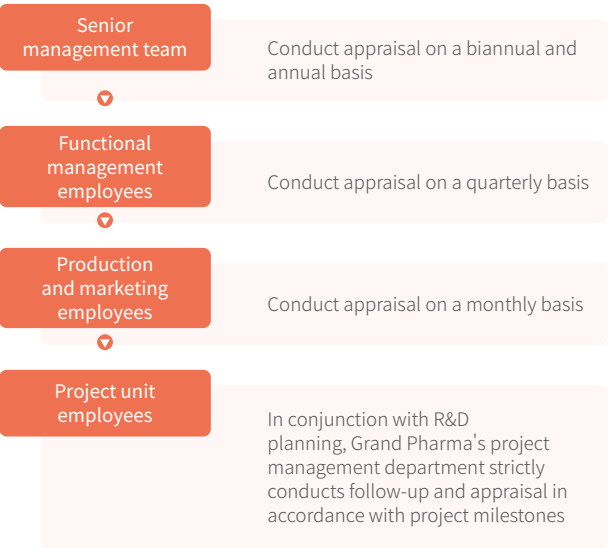 Senior
management team
Conduct appraisal on a biannual and
annual basis
Functional
management
employees
Conduct appraisal on a quarterly basis
Production
and marketing
employees
Conduct appraisal on a monthly basis
Project unit
employees
In conjunction with R&D
planning, Grand Pharma's project
management department strictly
conducts follow-up and appraisal in
accordance with project milestones